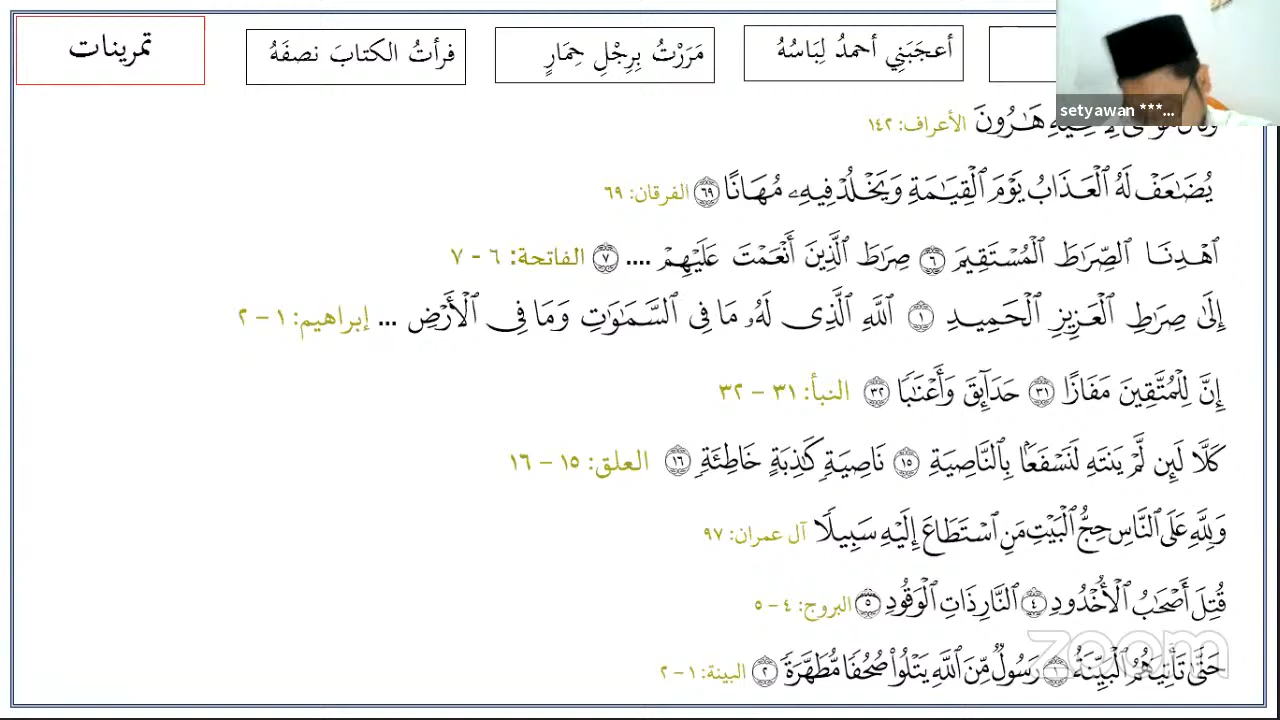 أعجَبَنِي أحمدُ لِبَاسُهُ
مَرَرْتُ بِرِجْلِ حِمَارٍ
قرأتُ الكتابَ نصفَهُ
تمرينات
setyawan ***...
هَـٰرُونَ الأعراف: ١٤٢
يُضَـٰعَفْ لَهُ ٱلْعَذَابُ يَوْمَ ٱلْقِيَـٰمَةِ وَيَخْلُدْ فِيهِۦ مُهَانًا ٦٩ الفرقان: ٦٩
ٱهْدِنَا ٱلصِّرَٰطَ ٱلْمُسْتَقِيمَ ٦ صِرَٰطَ ٱلَّذِينَ أَنْعَمْتَ عَلَيْهِمْ .... ٧ الفاتحة: ٦ - ٧
إِلَىٰ صِرَٰطِ ٱلْعَزِيزِ ٱلْحَمِيدِ ١ ٱللَّهِ ٱلَّذِى لَهُۥ مَا فِى ٱلسَّمَـٰوَٰتِ وَمَا فِى ٱلْأَرْضِ ... إبراهيم: ١ – ٢
إِنَّ لِلْمُتَّقِينَ مَفَازًا ٣١ حَدَآئِقَ وَأَعْنَـٰبًا ٣٢ النبأ: ٣١ – ٣٢
كَلَّا لَئِن لَّمْ يَنتَهِ لَنَسْفَعًۢا بِٱلنَّاصِيَةِ ١٥ نَاصِيَةٍ كَـٰذِبَةٍ خَاطِئَةٍ ١٦ العلق: ١٥ – ١٦
وَلِلَّهِ عَلَى ٱلنَّاسِ حِجُّ ٱلْبَيْتِ مَنِ ٱسْتَطَاعَ إِلَيْهِ سَبِيلًا آل عمران: ٩٧
قُتِلَ أَصْحَـٰبُ ٱلْأُخْدُودِ ٤ ٱلنَّارِ ذَاتِ ٱلْوَقُودِ ٥ البروج: ٤ – ٥
حَتَّىٰ تَأْتِيَهُمُ ٱلْبَيِّنَةُ ١ رَسُولٌ مِّنَ ٱللَّهِ يَتْلُوا۟ صُحُفًا مُّطَهَّرَةً ٢ البينة: ١ – ٢
zoom